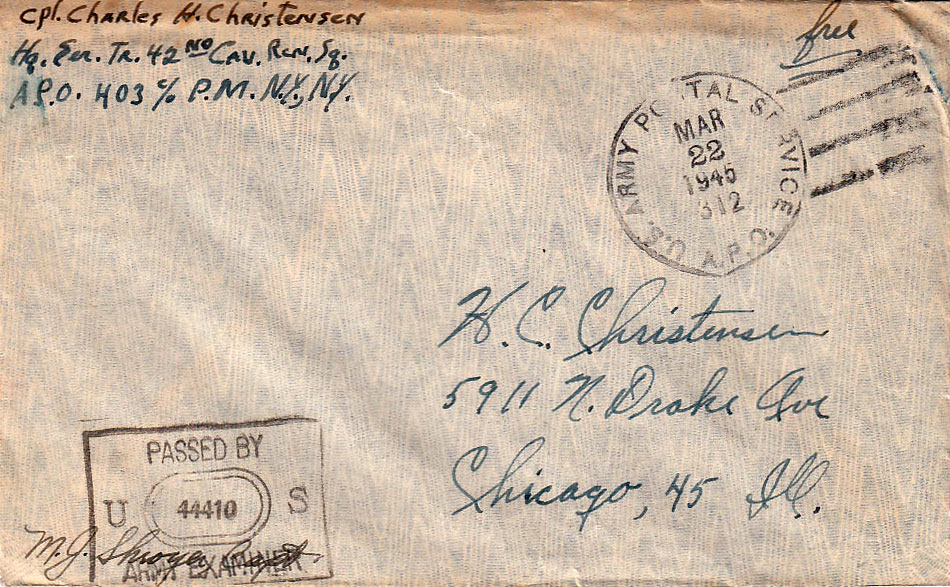 Cpl. Charles H. Christensen
Hq. Ser. Tr. 42ND Cav. Rcn. Sq.
A.P.O. 403 c/o P.M. N.Y., N.Y.
free
U.S. ARMY POSTAL SERVICE A.P.O.
MAR
22
1945
312
H. C. Christensen
5911 N. Drake Ave
Chicago, 45 Ill.
PASSED BY
U 44410 S
ARMY EXAMINER
M. J.